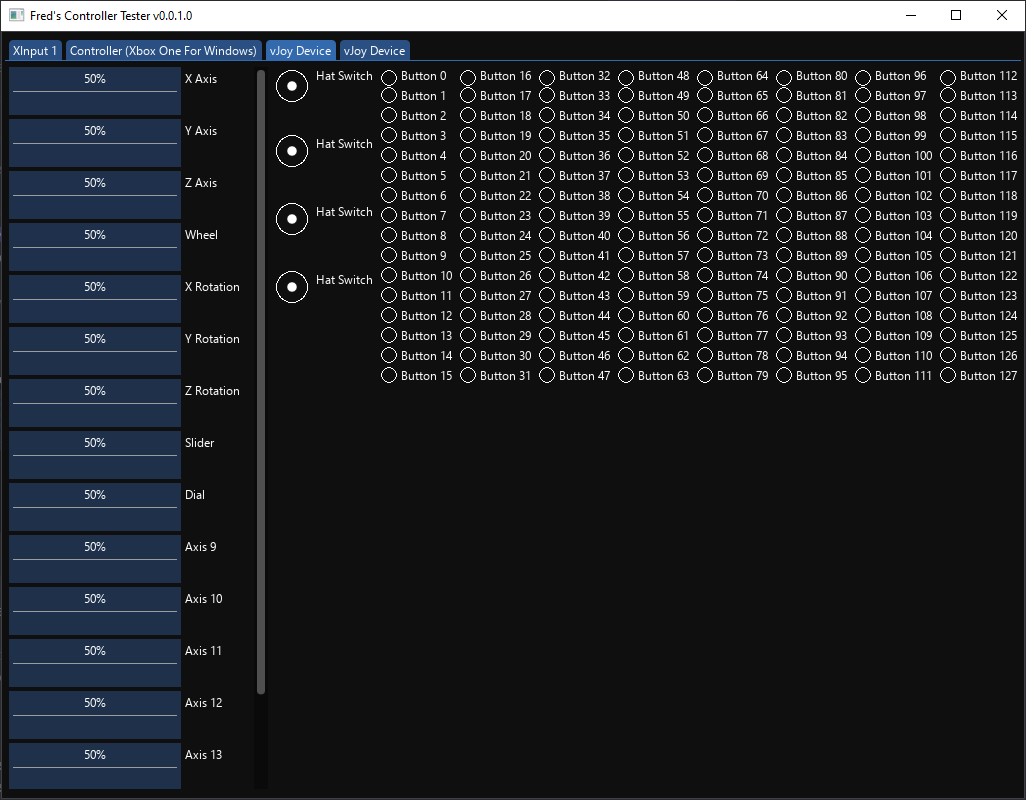 Fred's Controller Tester v0.0.1.0
XInput 1 Controller (Xbox One For Windows) vJoy Device vJoy Device
50% X Axis
50% Y Axis
50% Z Axis
50% Wheel
50% X Rotation
50% Y Rotation
50% Z Rotation
50% Slider
50% Dial
50% Axis 9
50% Axis 10
50% Axis 11
50% Axis 12
50% Axis 13
Hat Switch
Hat Switch
Hat Switch
Hat Switch
Button 0 Button 16 Button 32 Button 48 Button 64 Button 80 Button 96 Button 112
Button 1 Button 17 Button 33 Button 49 Button 65 Button 81 Button 97 Button 113
Button 2 Button 18 Button 34 Button 50 Button 66 Button 82 Button 98 Button 114
Button 3 Button 19 Button 35 Button 51 Button 67 Button 83 Button 99 Button 115
Button 4 Button 20 Button 36 Button 52 Button 68 Button 84 Button 100 Button 116
Button 5 Button 21 Button 37 Button 53 Button 69 Button 85 Button 101 Button 117
Button 6 Button 22 Button 38 Button 54 Button 70 Button 86 Button 102 Button 118
Button 7 Button 23 Button 39 Button 55 Button 71 Button 87 Button 103 Button 119
Button 8 Button 24 Button 40 Button 56 Button 72 Button 88 Button 104 Button 120
Button 9 Button 25 Button 41 Button 57 Button 73 Button 89 Button 105 Button 121
Button 10 Button 26 Button 42 Button 58 Button 74 Button 90 Button 106 Button 122
Button 11 Button 27 Button 43 Button 59 Button 75 Button 91 Button 107 Button 123
Button 12 Button 28 Button 44 Button 60 Button 76 Button 92 Button 108 Button 124
Button 13 Button 29 Button 45 Button 61 Button 77 Button 93 Button 109 Button 125
Button 14 Button 30 Button 46 Button 62 Button 78 Button 94 Button 110 Button 126
Button 15 Button 31 Button 47 Button 63 Button 79 Button 95 Button 111 Button 127